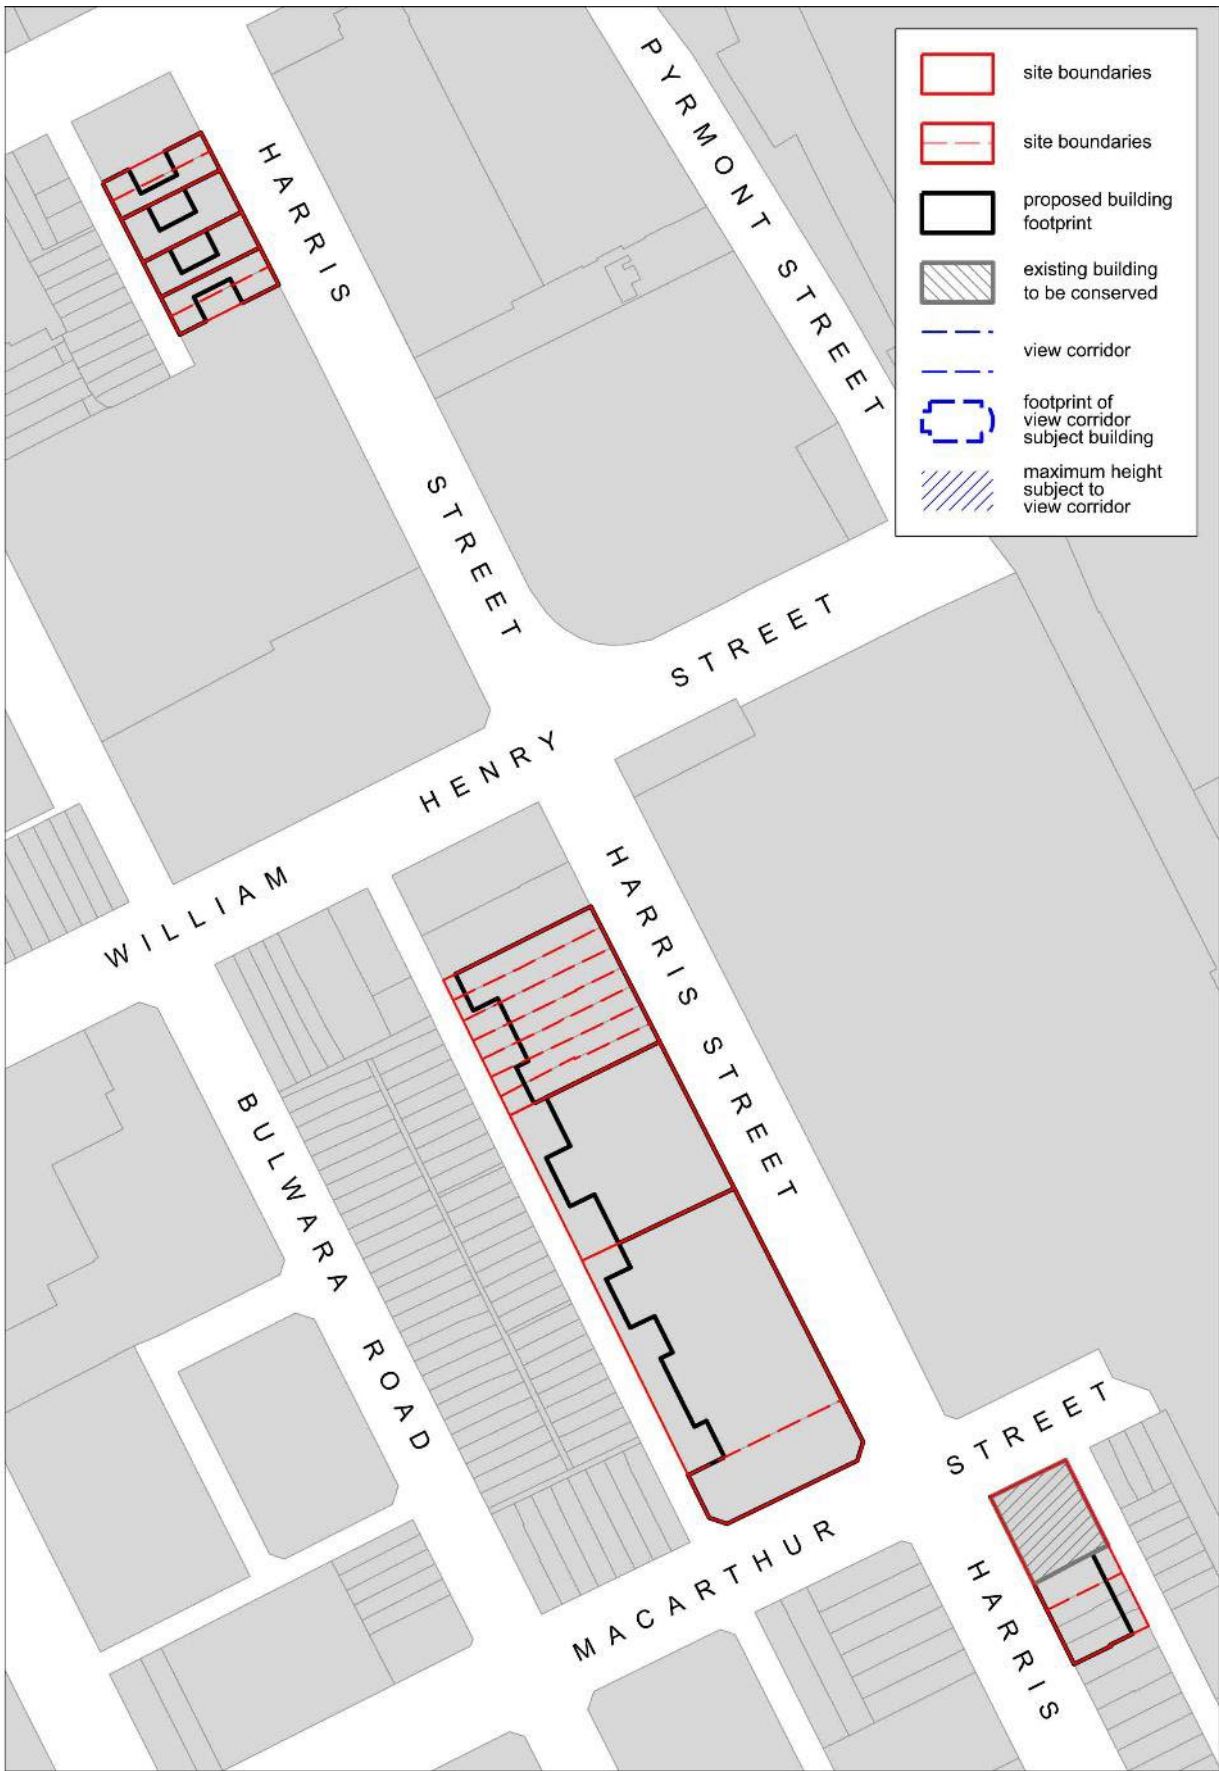 site boundaries
site boundaries
proposed building
footprint
existing building
to be conserved
view corridor
footprint of
view corridor
subject building
maximum height
subject to
view corridor
PYRMONT STREET
HARRIS STREET
WILLIAM HENRY STREET
HARRIS STREET
BULWARA ROAD
MACARTHUR STREET
HARRIS